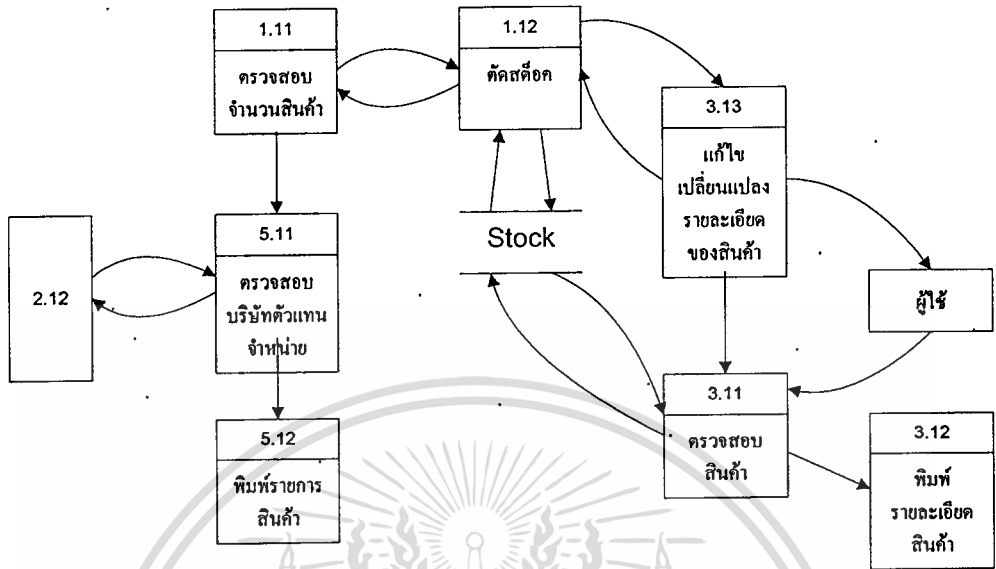 1.11
ตรวจสอบ
จำนวนสินค้า
1.12
ตัดสต็อค
3.13
แก้ไข
เปลี่ยนแปลง
รายละเอียด
ของสินค้า
Stock
2.12
5.11
ตรวจสอบ
บริษัทตัวแทน
จำหน่าย
ผู้ใช้
5.12
พิมพ์รายการ
สินค้า
3.11
ตรวจสอบ
สินค้า
3.12
พิมพ์
รายละเอียด
สินค้า